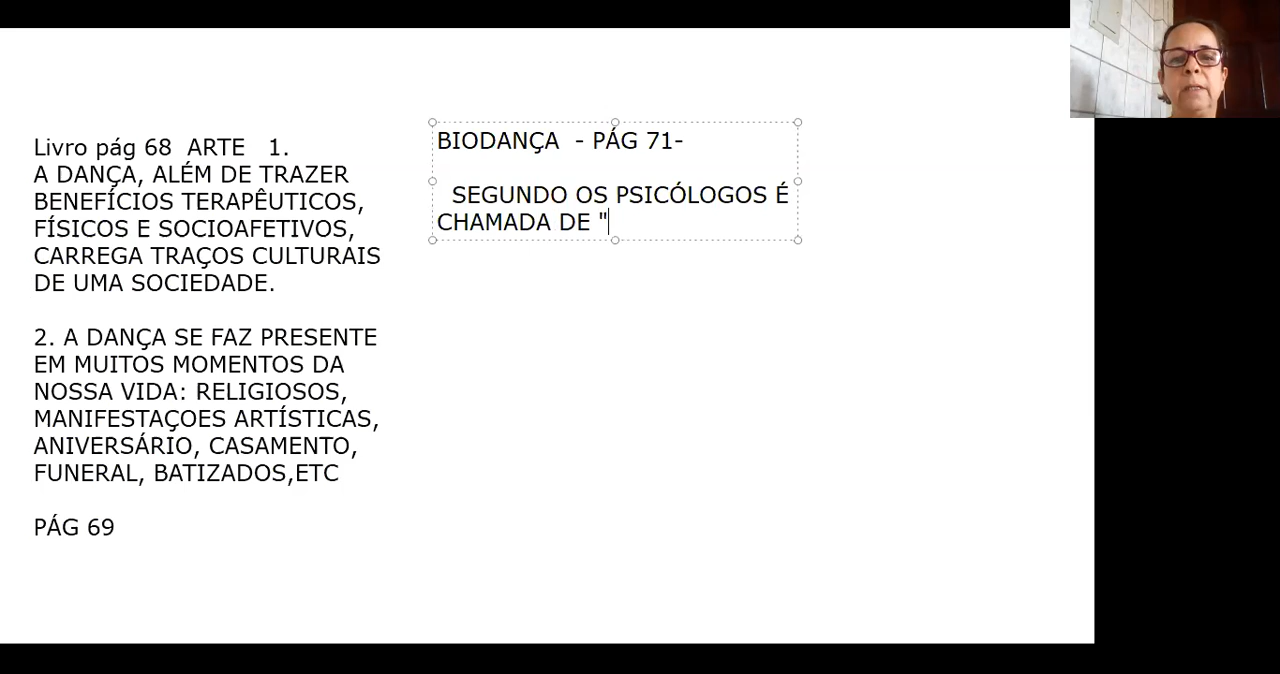 Livro pág 68  ARTE   1.
A DANÇA, ALÉM DE TRAZER
BENEFÍCIOS TERAPÊUTICOS,
FÍSICOS E SOCIOAFETIVOS,
CARREGA TRAÇOS CULTURAIS
DE UMA SOCIEDADE.
2. A DANÇA SE FAZ PRESENTE
EM MUITOS MOMENTOS DA
NOSSA VIDA: RELIGIOSOS,
MANIFESTAÇOES ARTÍSTICAS,
ANIVERSÁRIO, CASAMENTO,
FUNERAL, BATIZADOS,ETC
PÁG 69
BIODANÇA  - PÁG 71-
SEGUNDO OS PSICÓLOGOS É
CHAMADA DE "